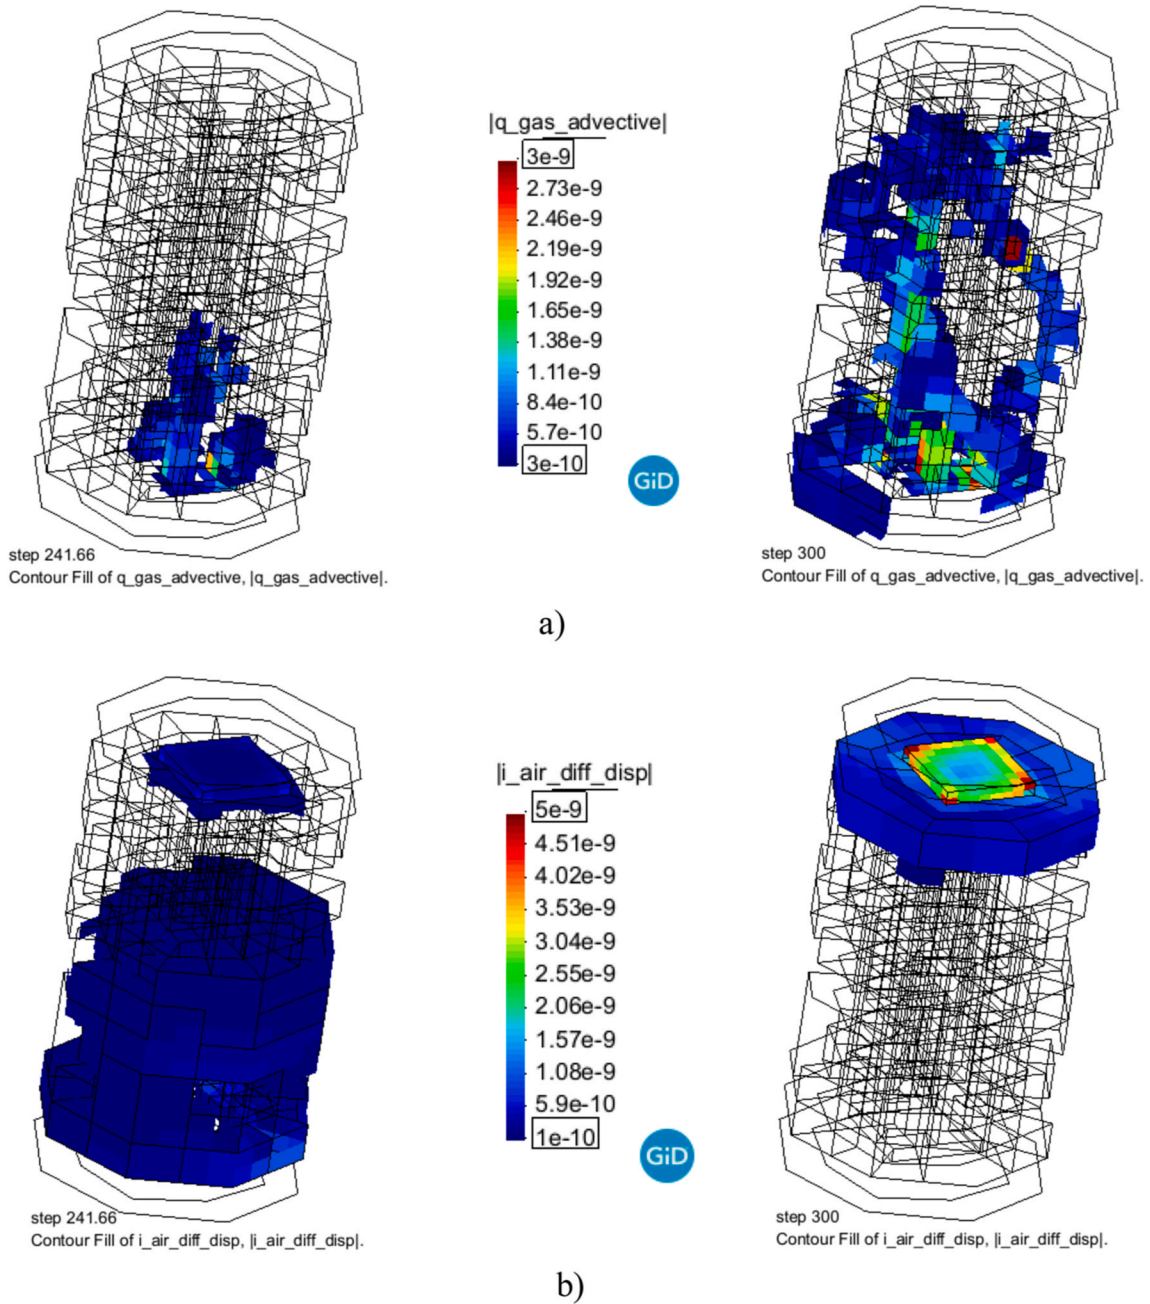 |q_gas_advective|
3e-9
2.73e-9
2.46e-9
2.19e-9
1.92e-9
1.65e-9
1.38e-9
1.11e-9
8.4e-10
5.7e-10
3e-10
GiD
step 241.66
Contour Fill of q_gas_advective, |q_gas_advective|.
step 300
Contour Fill of q_gas_advective, |q_gas_advective|.
a)
|i_air_diff_disp|
5e-9
4.51e-9
4.02e-9
3.53e-9
3.04e-9
2.55e-9
2.06e-9
1.57e-9
1.08e-9
5.9e-10
1e-10
GiD
step 241.66
Contour Fill of i_air_diff_disp, |i_air_diff_disp|.
step 300
Contour Fill of i_air_diff_disp, |i_air_diff_disp|.
b)